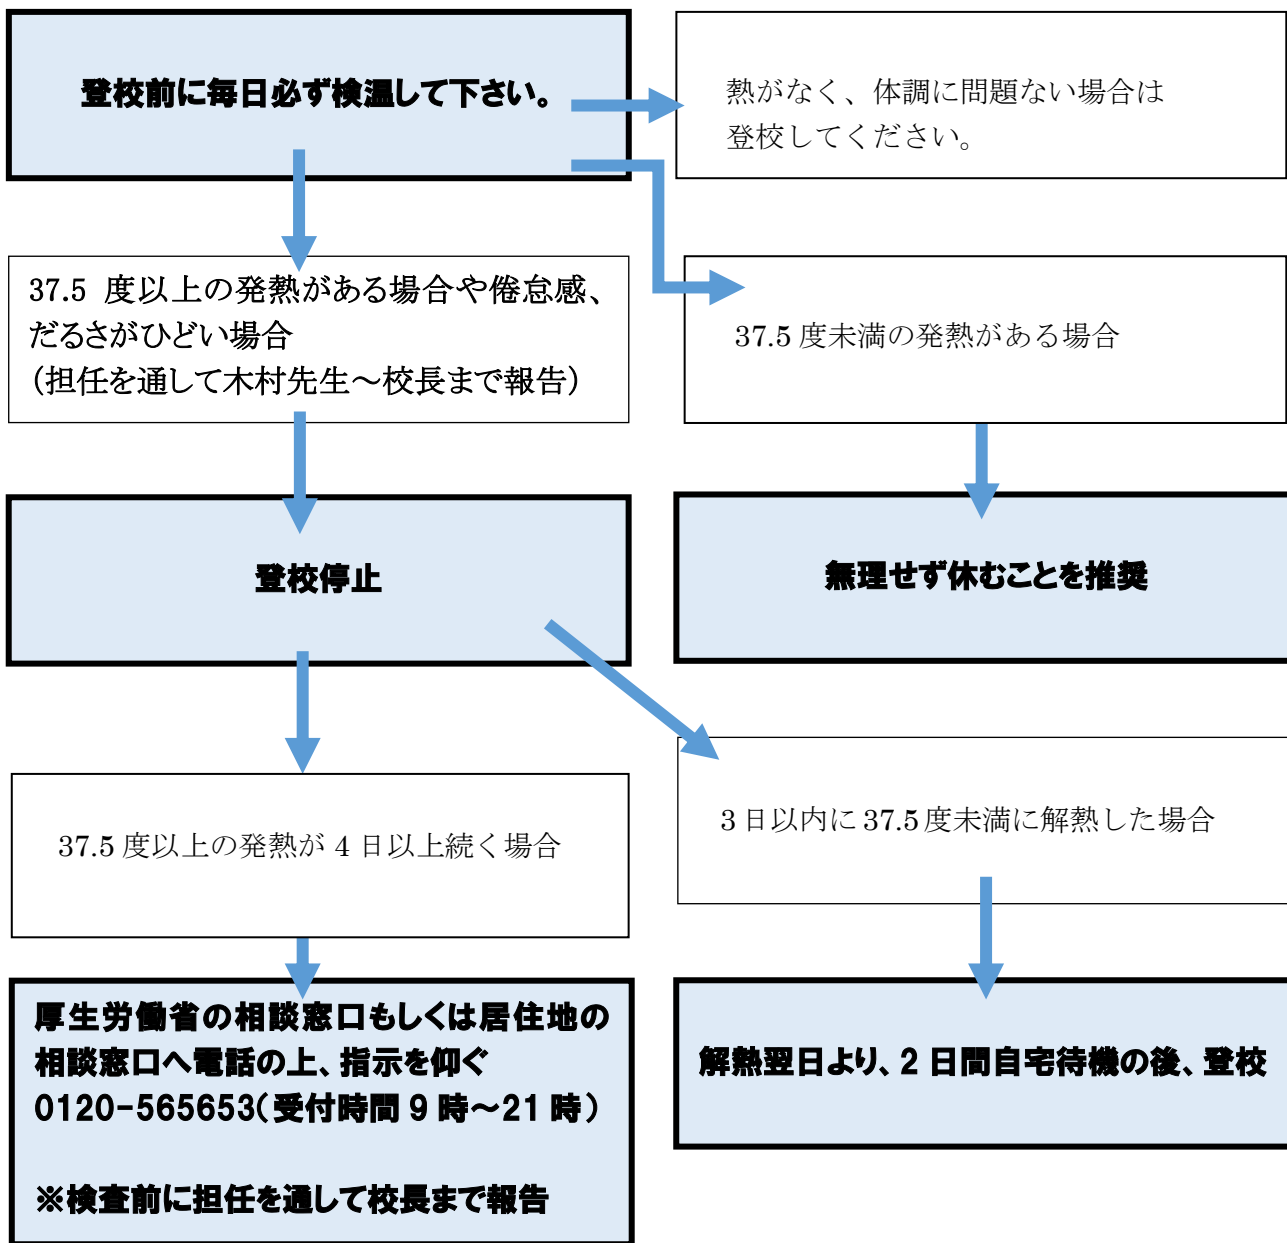 登校前に毎日必ず検温して下さい。
熱がなく、体調に問題ない場合は
登校してください。
37.5 度以上の発熱がある場合や倦怠感、
だるさがひどい場合
（担任を通して木村先生～校長まで報告）
37.5 度未満の発熱がある場合
登校停止
無理せず休むことを推奨
37.5 度以上の発熱が 4 日以上続く場合
3 日以内に 37.5 度未満に解熱した場合
厚生労働省の相談窓口もしくは居住地の
相談窓口へ電話の上、指示を仰ぐ
0120-565653（受付時間 9 時～21 時）
※検査前に担任を通して校長まで報告
解熱翌日より、2 日間自宅待機の後、登校